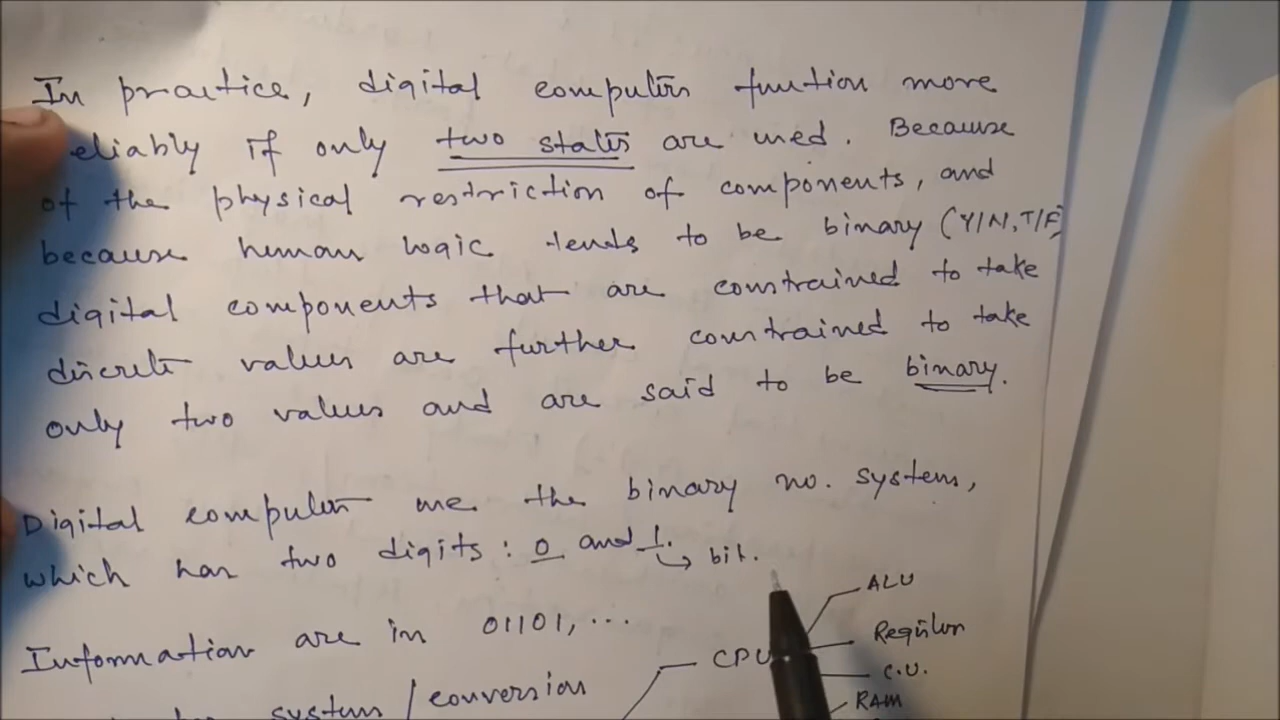 In practice, digital computers function more
reliably if only two states are used. Because
of the physical restriction of components, and
because human logic tends to be binary (Y/N, T/F)
digital components that are constrained to take
discrete values are further constrained to take
only two values and are said to be binary.
Digital computers use the binary no. system,
which has two digits: 0 and 1. → bit.
Information are in 01101, ...
system / conversion
CPU
ALU
Register
C.U.
RAM